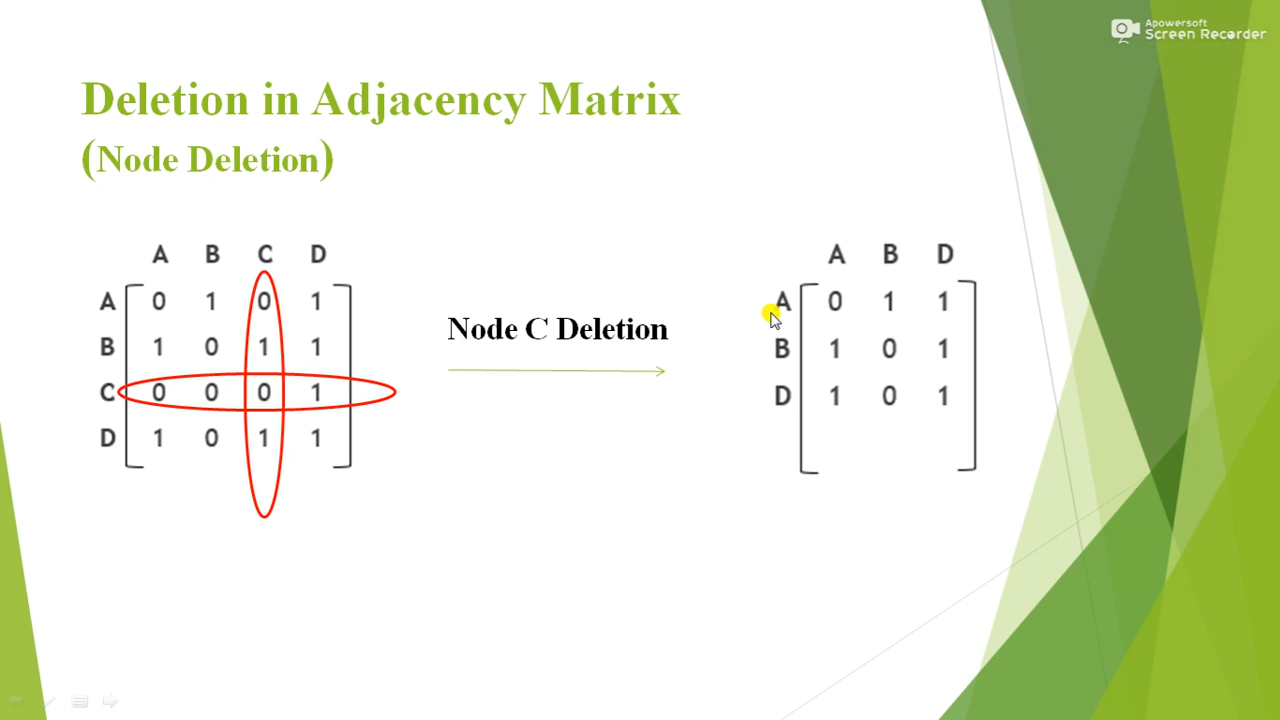 Apowersoft
Screen Recorder
Deletion in Adjacency Matrix
(Node Deletion)
A B C D
A 0 1 0 1
B 1 0 1 1
C 0 0 0 1
D 1 0 1 1
Node C Deletion
A B D
A 0 1 1
B 1 0 1
D 1 0 1